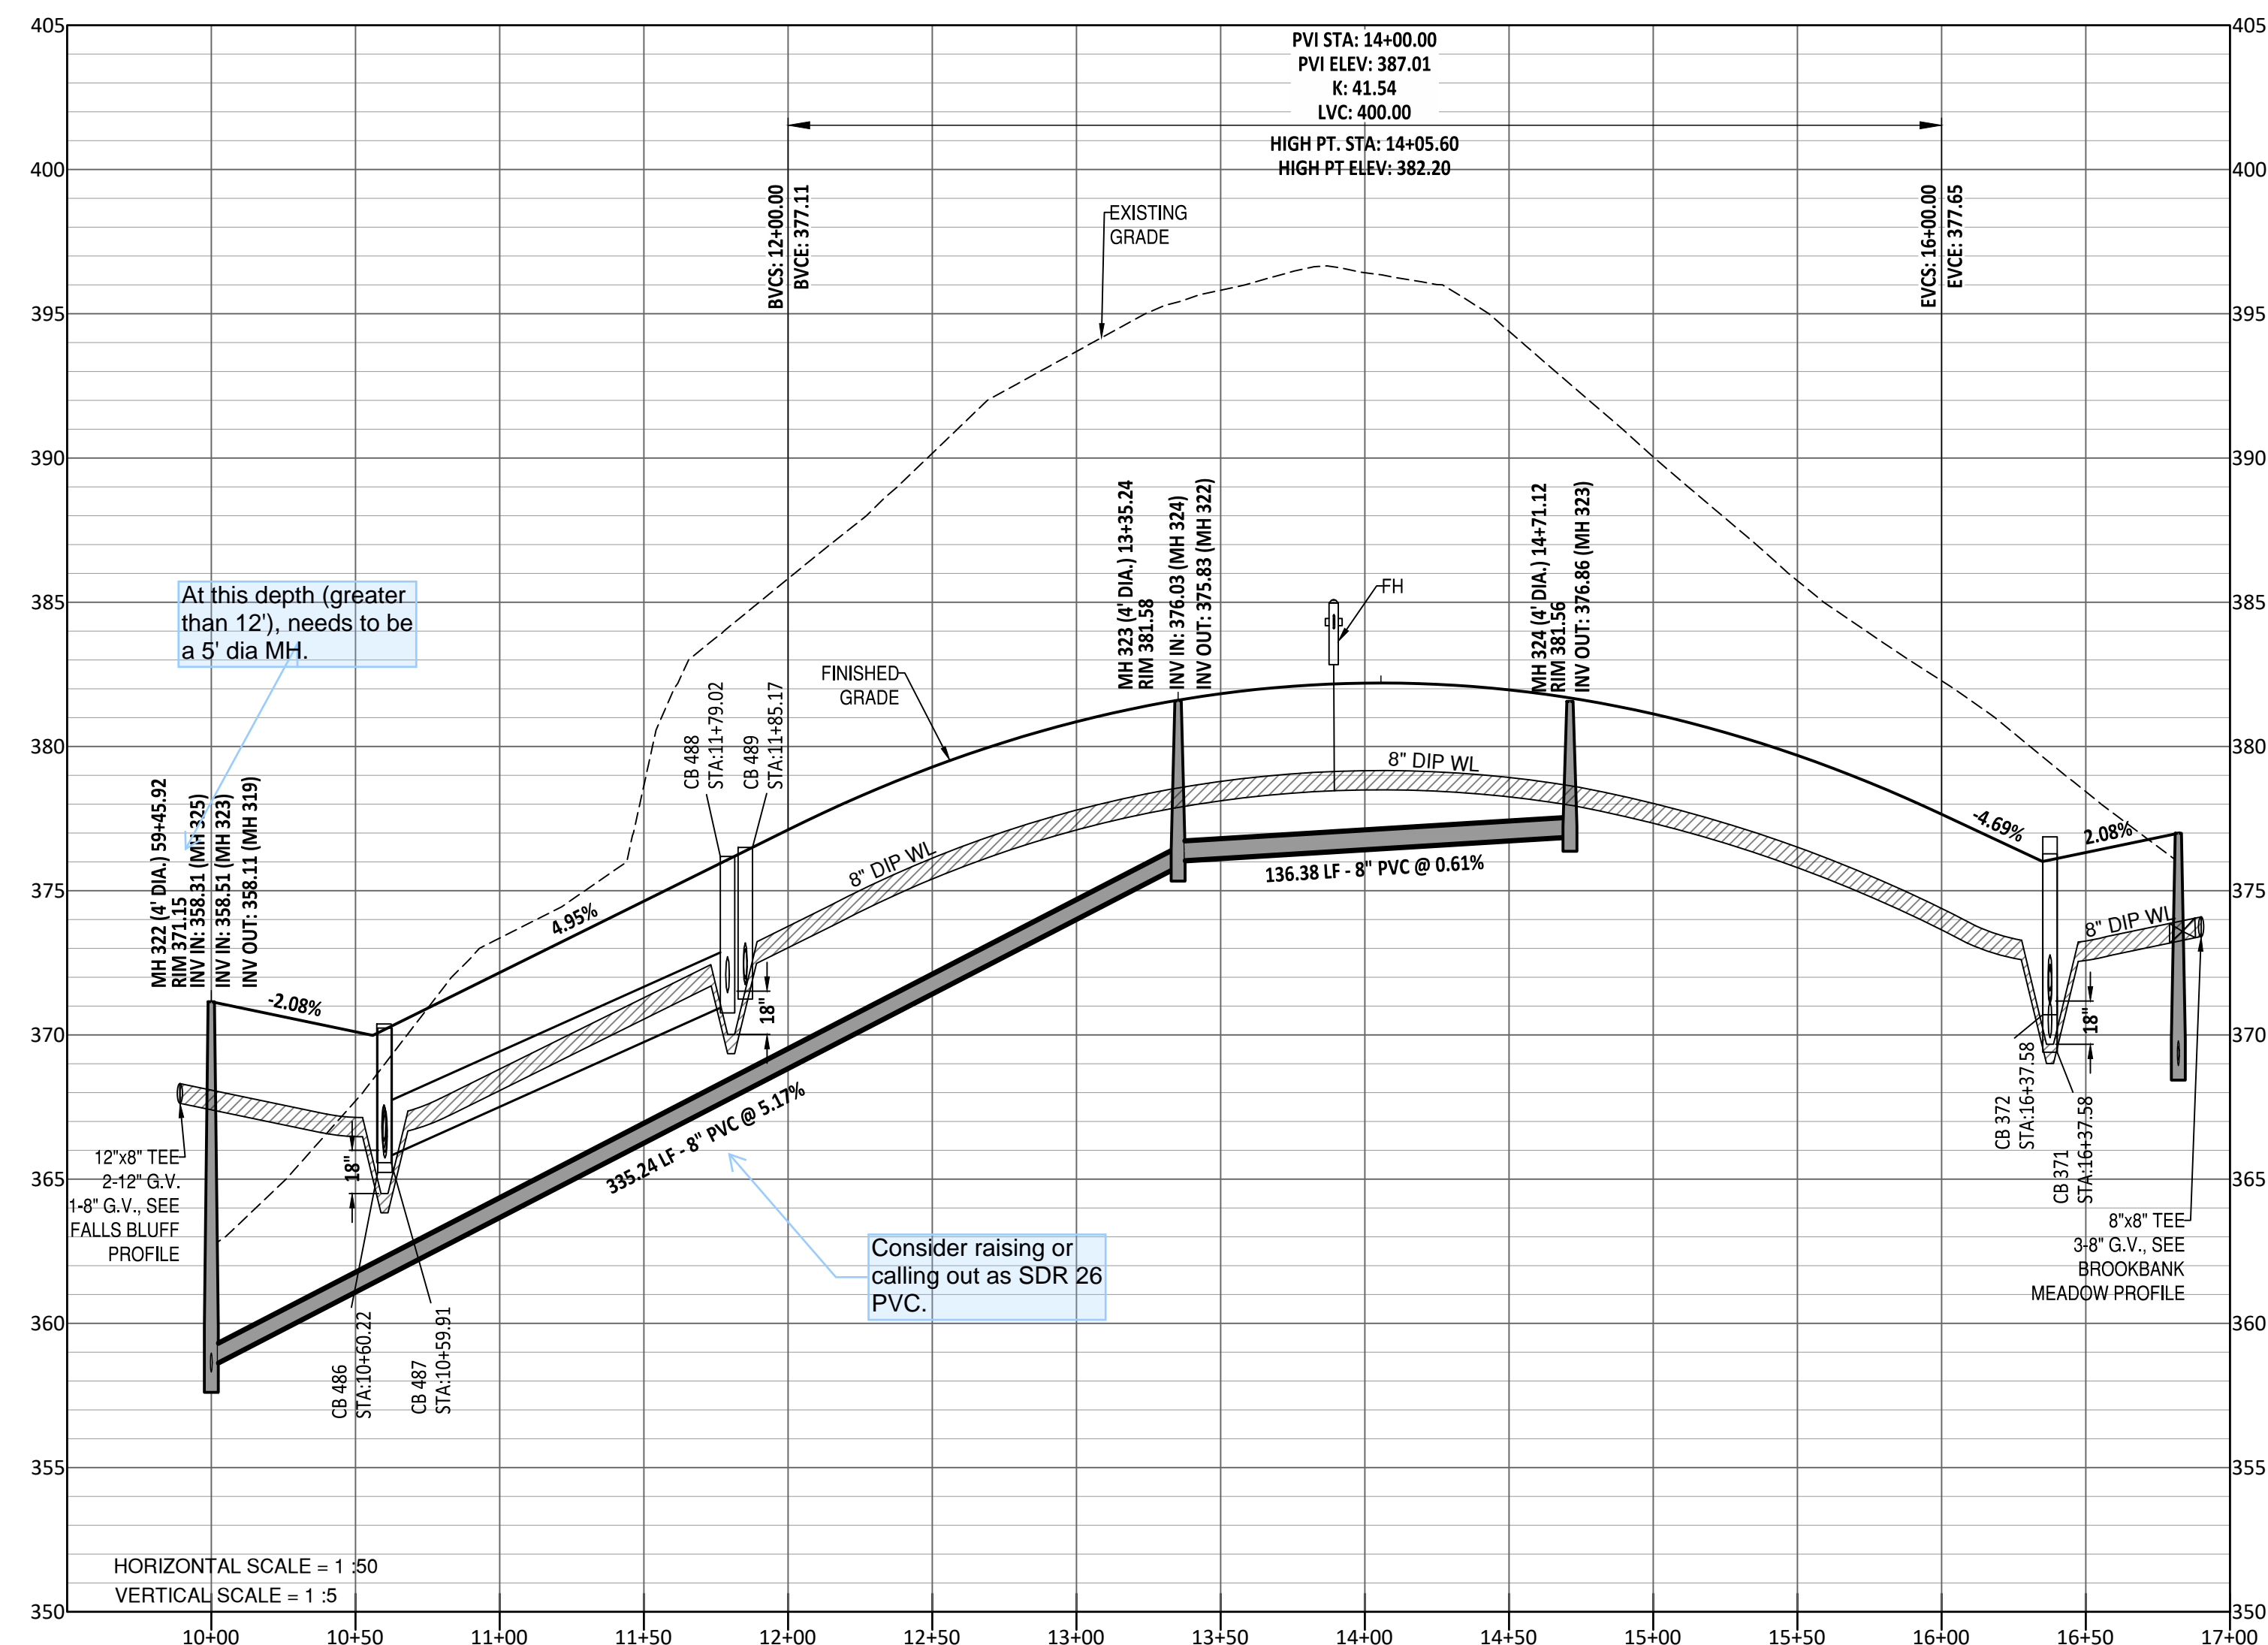 405
400
395
390
385
380
375
370
365
360
355
350
405
400
395
390
385
380
375
370
365
360
355
350
PVI STA: 14+00.00
PVI ELEV: 387.01
K: 41.54
LVC: 400.00
HIGH PT. STA: 14+05.60
HIGH PT ELEV: 382.20
BVCS: 12+00.00
BVCE: 377.11
EVCS: 16+00.00
EVCE: 377.65
EXISTING
GRADE
At this depth (greater
than 12'), needs to be
a 5' dia MH.
FINISHED
GRADE
MH 323 (4' DIA.) 13+35.24
RIM 381.58
INV IN: 376.03 (MH 324)
INV OUT: 375.83 (MH 322)
FH
MH 324 (4' DIA.) 14+71.12
RIM 381.56
INV OUT: 376.86 (MH 323)
CB 488
STA:11+79.02
CB 489
STA:11+85.17
MH 322 (4' DIA.) 59+45.92
RIM 371.15
INV IN: 358.31 (MH 325)
INV IN: 358.51 (MH 323)
INV OUT: 358.11 (MH 319)
-2.08%
4.95%
8" DIP WL
8" DIP WL
136.38 LF - 8" PVC @ 0.61%
-4.69%
2.08%
8" DIP WL
18"
18"
18"
335.24 LF - 8" PVC @ 5.17%
12"x8" TEE
2-12" G.V.
1-8" G.V., SEE
FALLS BLUFF
PROFILE
CB 486
STA:10+60.22
CB 487
STA:10+59.91
Consider raising or
calling out as SDR 26
PVC.
CB 372
STA:16+37.58
CB 371
STA:16+37.58
8"x8" TEE
3-8" G.V., SEE
BROOKBANK
MEADOW PROFILE
HORIZONTAL SCALE = 1 :50
VERTICAL SCALE = 1 :5
10+00 10+50 11+00 11+50 12+00 12+50 13+00 13+50 14+00 14+50 15+00 15+50 16+00 16+50 17+00